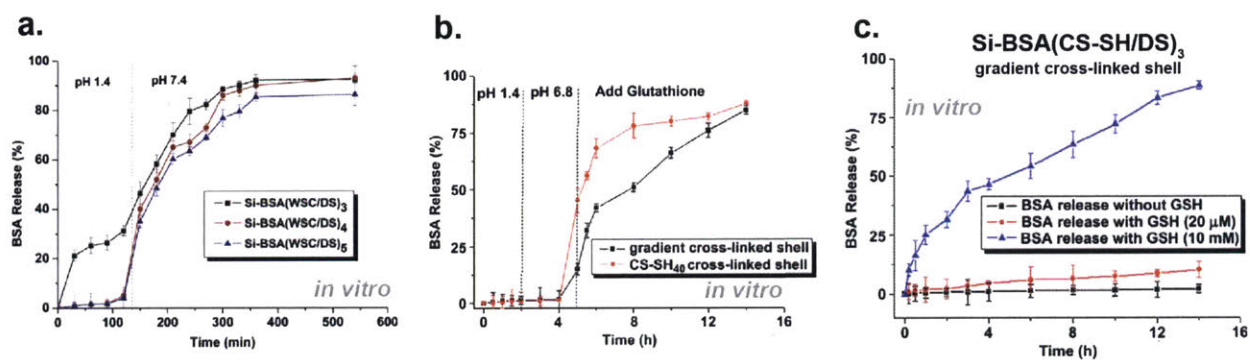 a.
pH 1.4
pH 7.4
BSA Release (%)
100
80
60
40
20
0
Si-BSA(WSC/DS)3
Si-BSA(WSC/DS)4
Si-BSA(WSC/DS)5
in vitro
0 100 200 300 400 500 600
Time (min)
b.
100
75
50
25
0
BSA Release (%)
pH 1.4
pH 6.8
Add Glutathione
gradient cross-linked shell
CS-SH40 cross-linked shell
in vitro
0 2 4 6 8 12 16
Time (h)
c.
Si-BSA(CS-SH/DS)3
gradient cross-linked shell
in vitro
BSA Release (%)
100
75
50
25
0
BSA release without GSH
BSA release with GSH (20 µM)
BSA release with GSH (10 mM)
0 4 8 12 16
Time (h)